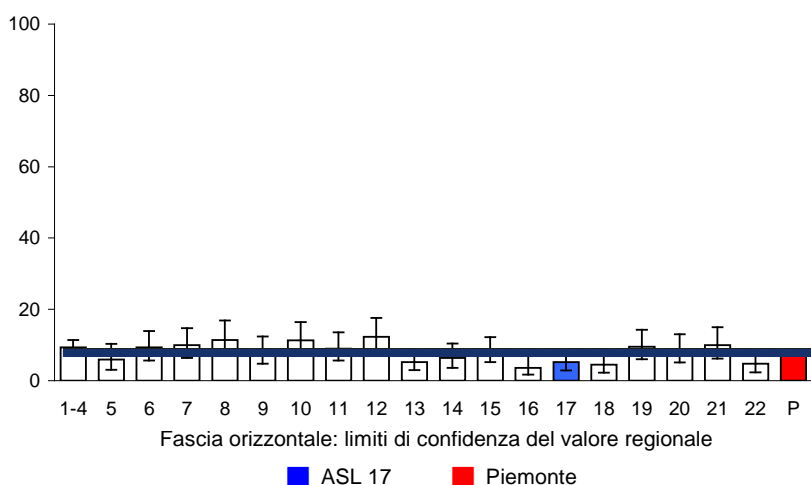 100
80
60
40
20
0
1-4 5 6 7 8 9 10 11 12 13 14 15 16 17 18 19 20 21 22 P
Fascia orizzontale: limiti di confidenza del valore regionale
ASL 17 Piemonte